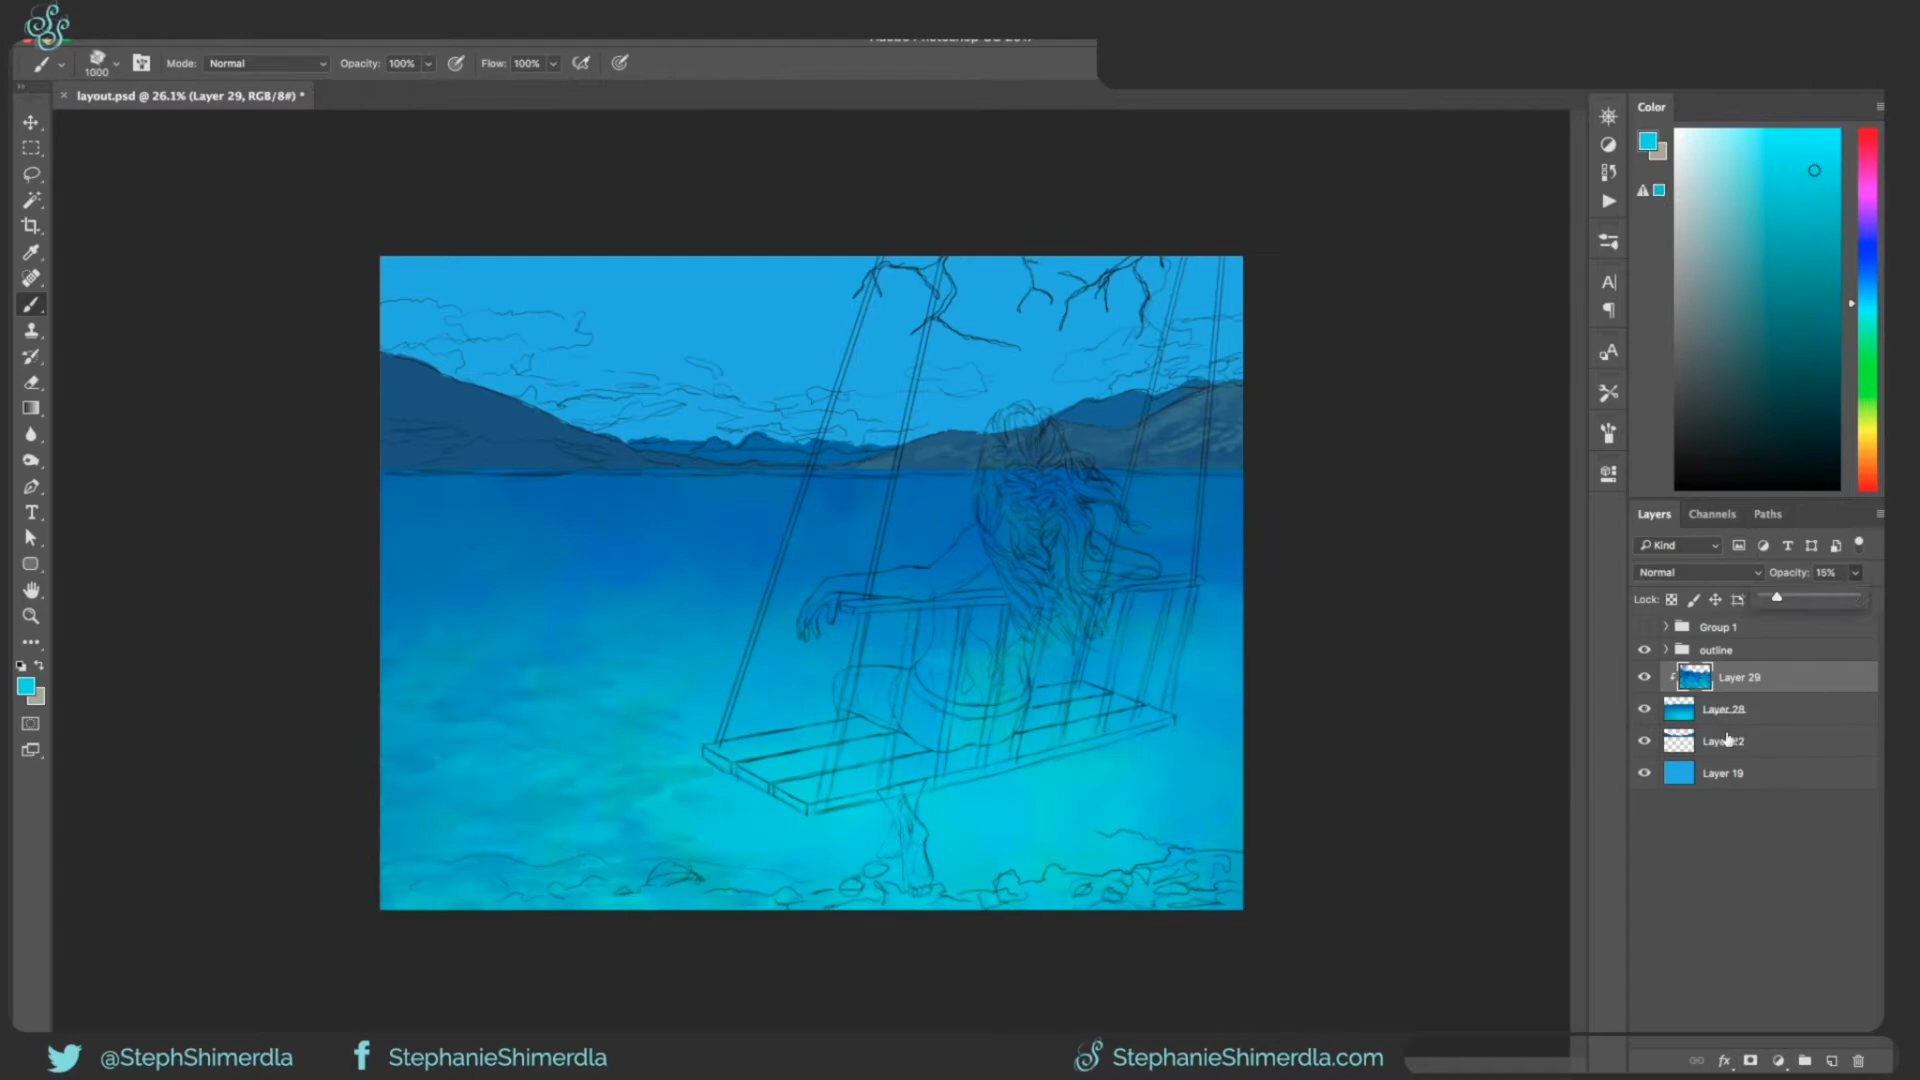 1000
Mode: Normal
Opacity: 100%
Flow: 100%
layout.psd @ 26.1% (Layer 29, RGB/8#) *
Color
Layers
Channels
Paths
Kind
Normal
Opacity: 15%
Lock:
Group 1
outline
Layer 29
Layer 28
Layer 19
@StephShimerdla
StephanieShimerdla
StephanieShimerdla.com
fx